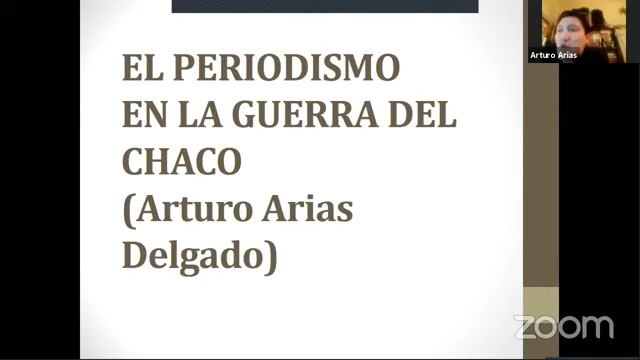 EL PERIODISMO
EN LA GUERRA DEL
CHACO
(Arturo Arias
Delgado)
Arturo Arias
zoom